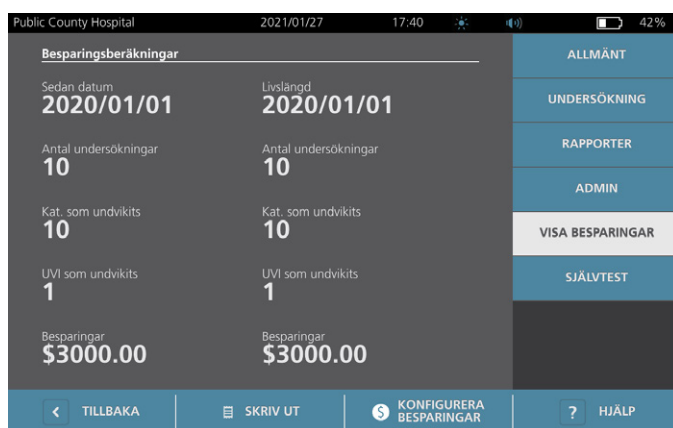 Public County Hospital 2021/01/27 17:40 42%
Besparingsberäkningar
Sedan datum
2020/01/01
Livslängd
2020/01/01
Antal undersökningar
10
Antal undersökningar
10
Kat. som undvikits
10
Kat. som undvikits
10
UVI som undvikits
1
UVI som undvikits
1
Besparingar
$3000.00
Besparingar
$3000.00
ALLMÄNT
UNDERSÖKNING
RAPPORTER
ADMIN
VISA BESPARINGAR
SJÄLVTEST
TILLBAKA
SKRIV UT
$ KONFIGURERA
BESPARINGAR
? HJÄLP